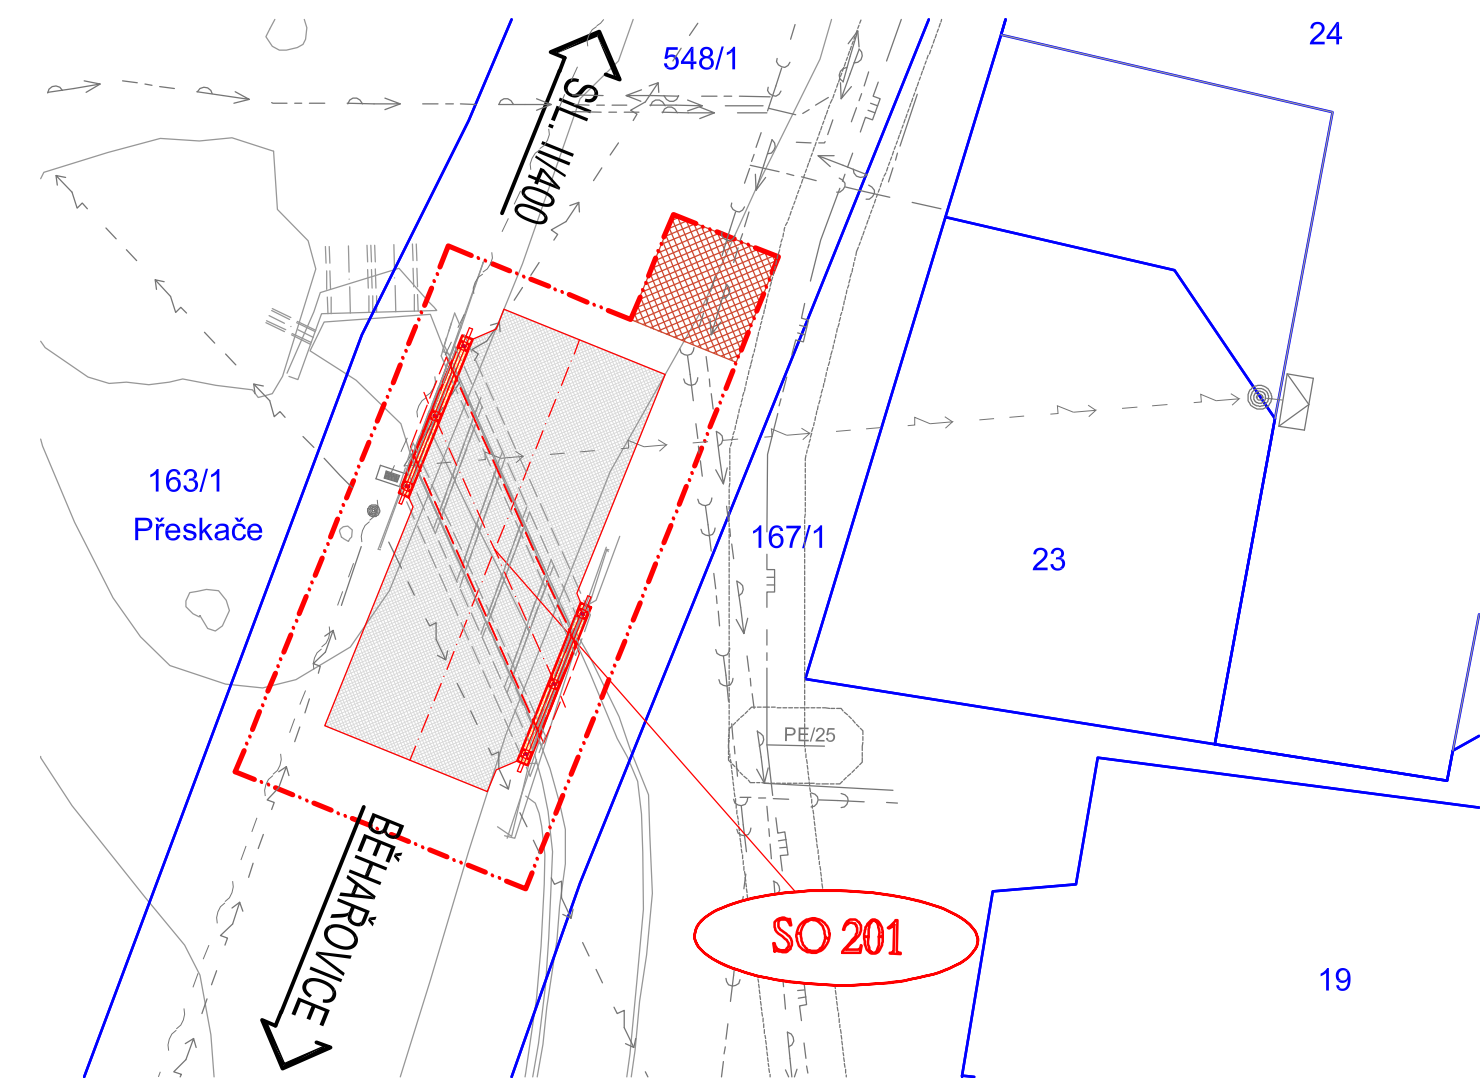 24
548/1
SIL. II/400
163/1
Přeskače
167/1
23
PE/25
BĚHAŘOVICE
SO 201
19